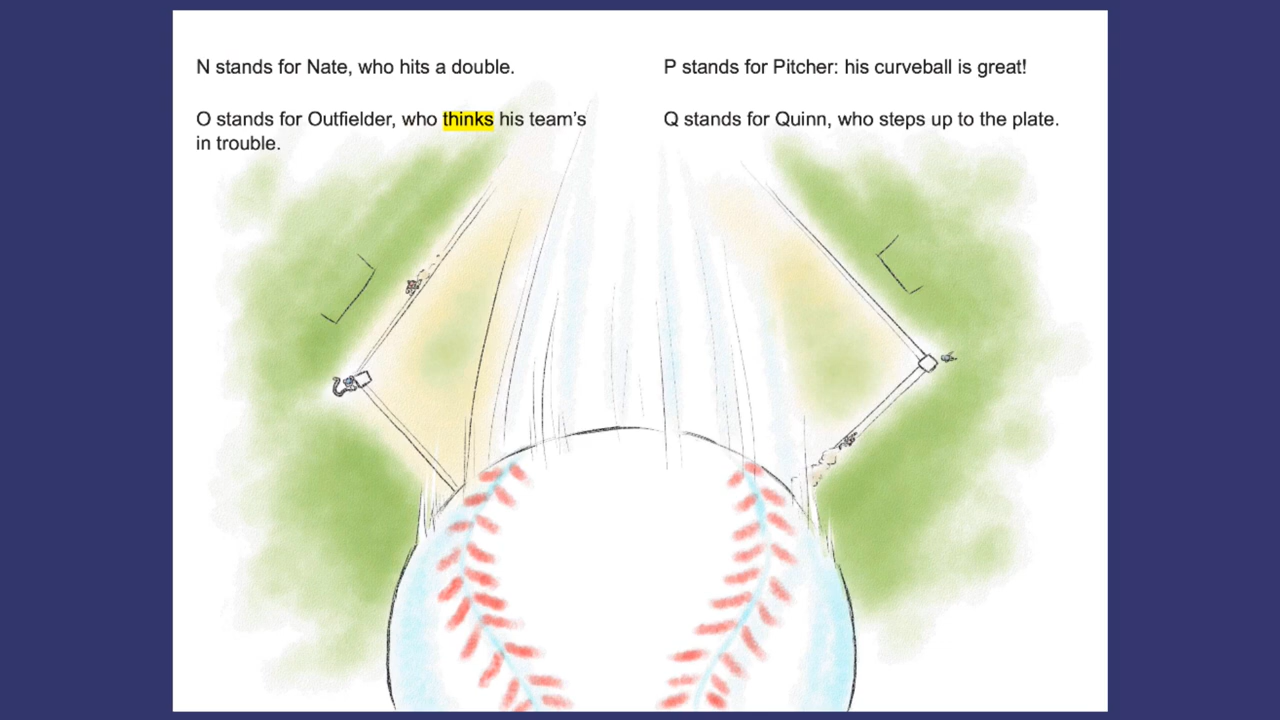 N stands for Nate, who hits a double.
O stands for Outfielder, who thinks his team’s
in trouble.
P stands for Pitcher: his curveball is great!
Q stands for Quinn, who steps up to the plate.